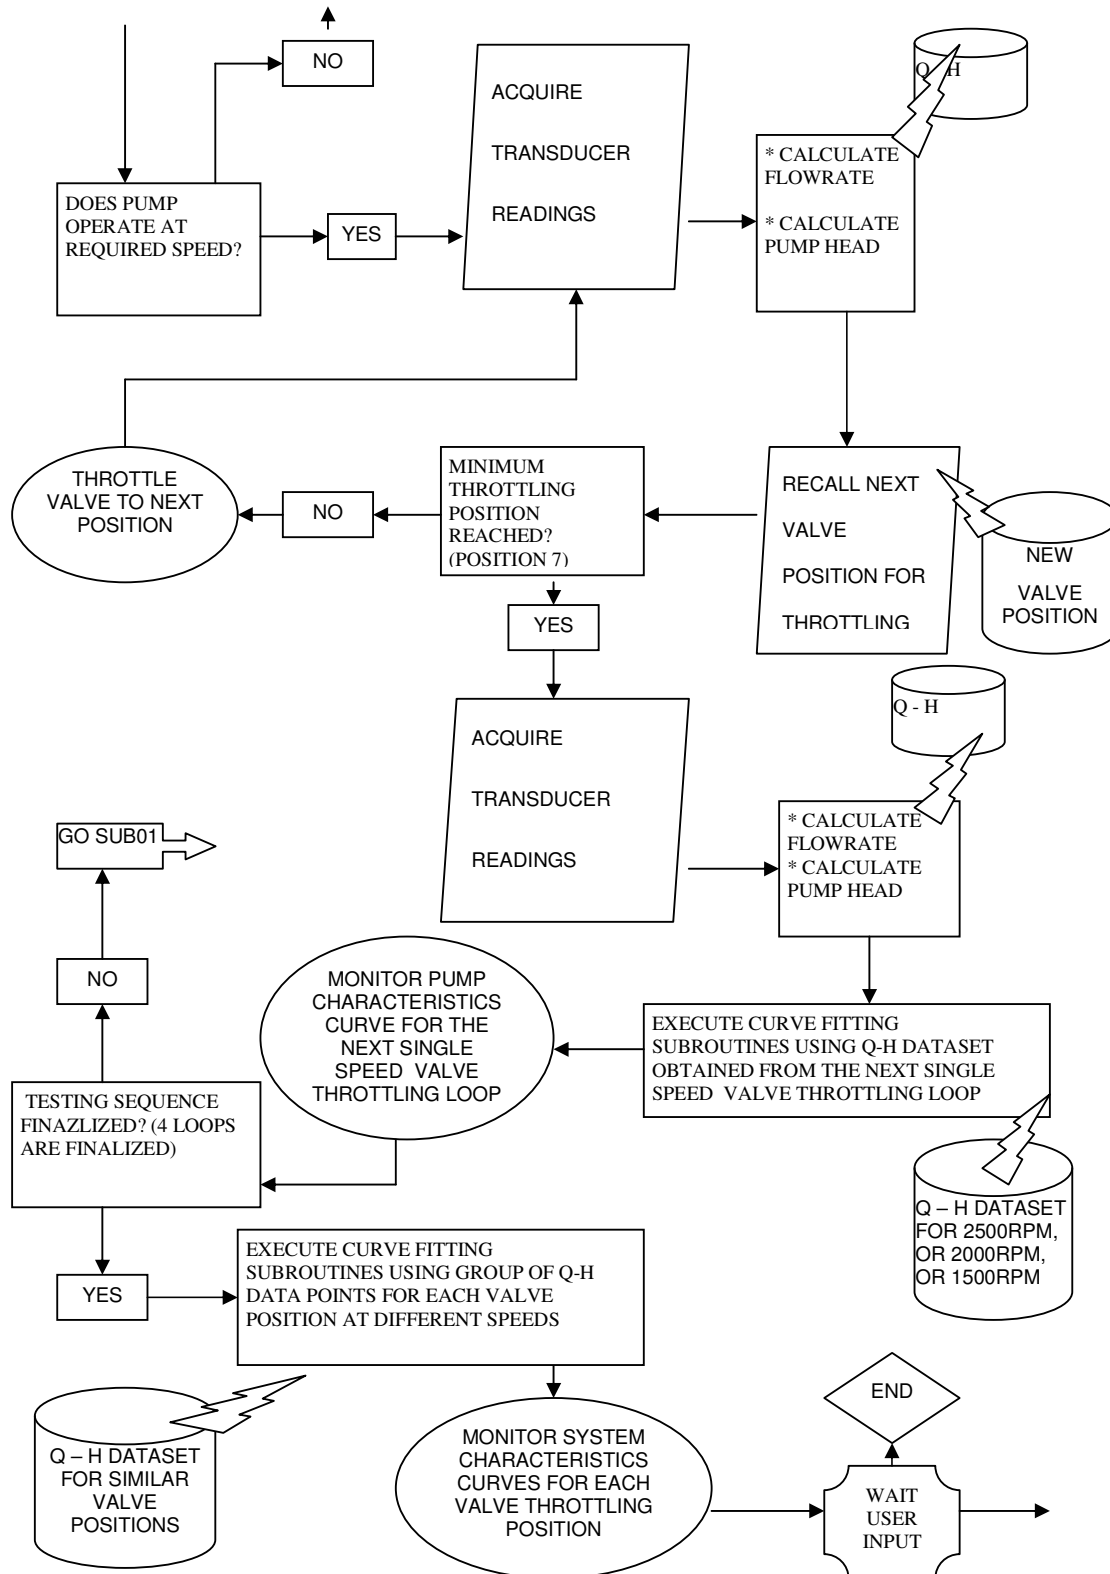 NO
ACQUIRE
TRANSDUCER
READINGS
Q - H
* CALCULATE
FLOWRATE
* CALCULATE
PUMP HEAD
DOES PUMP
OPERATE AT
REQUIRED SPEED?
YES
THROTTLE
VALVE TO NEXT
POSITION
NO
MINIMUM
THROTTLING
POSITION
REACHED?
(POSITION 7)
RECALL NEXT
VALVE
POSITION FOR
THROTTLING
NEW
VALVE
POSITION
YES
ACQUIRE
TRANSDUCER
READINGS
Q - H
* CALCULATE
FLOWRATE
* CALCULATE
PUMP HEAD
GO SUB01
NO
MONITOR PUMP
CHARACTERISTICS
CURVE FOR THE
NEXT SINGLE
SPEED VALVE
THROTTLING LOOP
EXECUTE CURVE FITTING
SUBROUTINES USING Q-H DATASET
OBTAINED FROM THE NEXT SINGLE
SPEED VALVE THROTTLING LOOP
TESTING SEQUENCE
FINAZLIZED? (4 LOOPS
ARE FINALIZED)
Q – H DATASET
FOR 2500RPM,
OR 2000RPM,
OR 1500RPM
YES
EXECUTE CURVE FITTING
SUBROUTINES USING GROUP OF Q-H
DATA POINTS FOR EACH VALVE
POSITION AT DIFFERENT SPEEDS
Q – H DATASET
FOR SIMILAR
VALVE
POSITIONS
MONITOR SYSTEM
CHARACTERISTICS
CURVES FOR EACH
VALVE THROTTLING
POSITION
END
WAIT
USER
INPUT